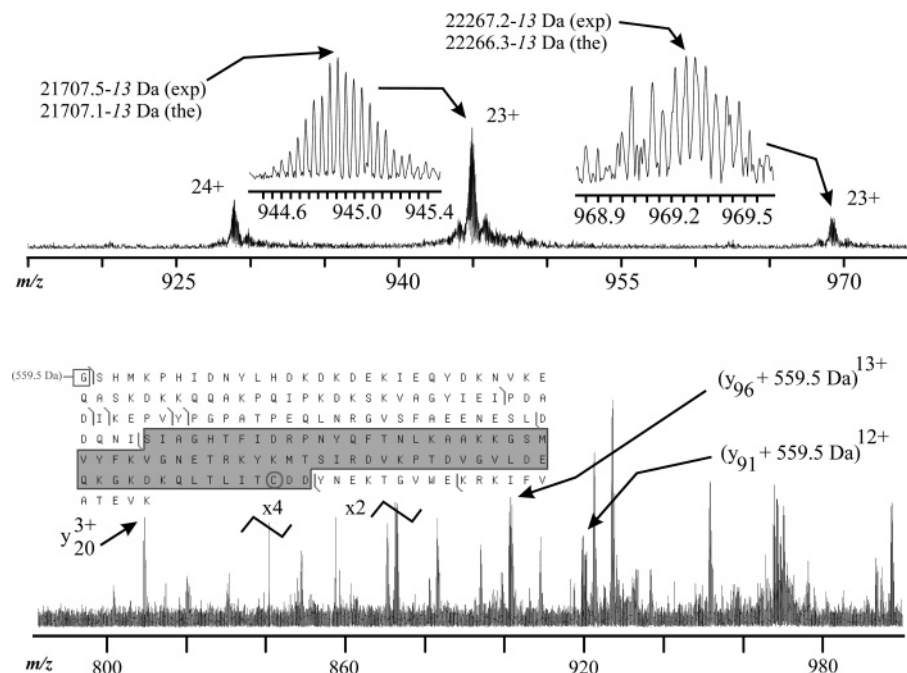 22267.2-13 Da (exp)
22266.3-13 Da (the)
21707.5-13 Da (exp)
21707.1-13 Da (the)
23+
24+
23+
944.6 945.0 945.4
968.9 969.2 969.5
m/z 925 940 955 970
(559.5 Da) G S H M K P H I D N Y L H D K D K D E K I E Q Y D K N V K E
Q A S K D K K Q Q A K P Q I P K D K S K V A G Y I E I P D A
D I K E P V Y P G P A T P E Q L N R G V S F A E E N E S L D
D Q N I S I A G H T F I D R P N Y Q F T N L K A A K K G S M
V Y F K V G N E T R K Y K M T S I R D V K P T D V G V L D E
Q K G K D K Q L T L I T C D D Y N E K T G V W E K R K I F V
A T E V K
(y96 + 559.5 Da)13+
(y91 + 559.5 Da)12+
y20 3+
x4
x2
m/z 800 860 920 980